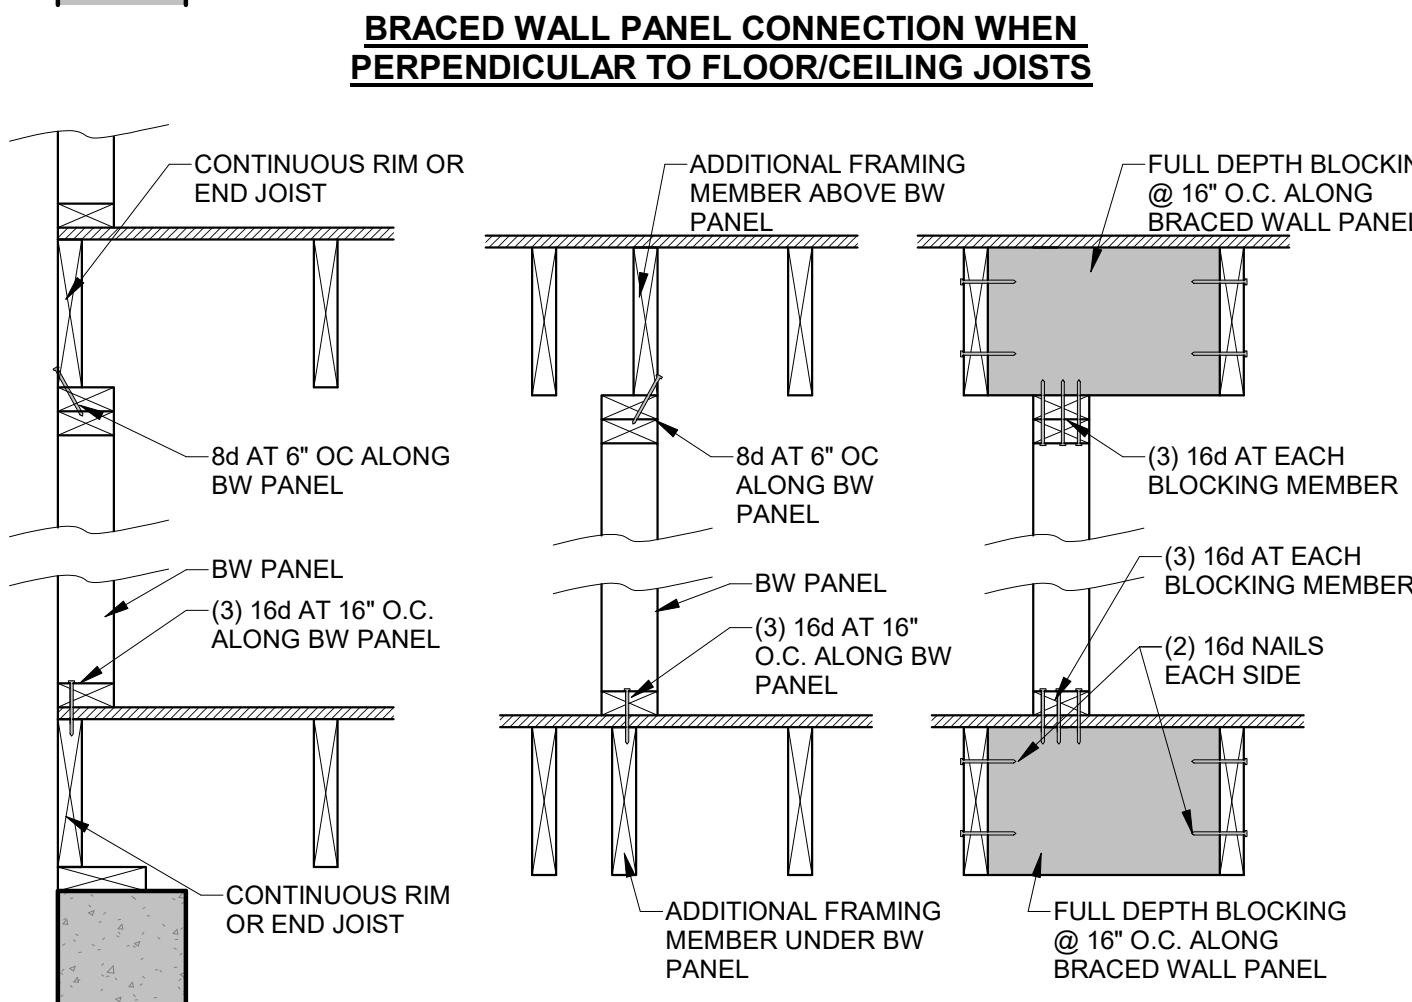 BRACED WALL PANEL CONNECTION WHEN
PERPENDICULAR TO FLOOR/CEILING JOISTS
CONTINUOUS RIM OR
END JOIST
8d AT 6" OC ALONG
BW PANEL
BW PANEL
(3) 16d AT 16" O.C.
ALONG BW PANEL
CONTINUOUS RIM
OR END JOIST
ADDITIONAL FRAMING
MEMBER ABOVE BW
PANEL
8d AT 6" OC
ALONG BW
PANEL
BW PANEL
(3) 16d AT 16"
O.C. ALONG BW
PANEL
ADDITIONAL FRAMING
MEMBER UNDER BW
PANEL
FULL DEPTH
@ 16" O.C. ALONG
BRACED WALL
(3) 16d AT EACH
BLOCKING MEMBER
(3) 16d AT EACH
BLOCKING MEMBER
(2) 16d NAILS
EACH SIDE
FULL DEPTH BLOCKING
@ 16" O.C. ALONG
BRACED WALL PANEL